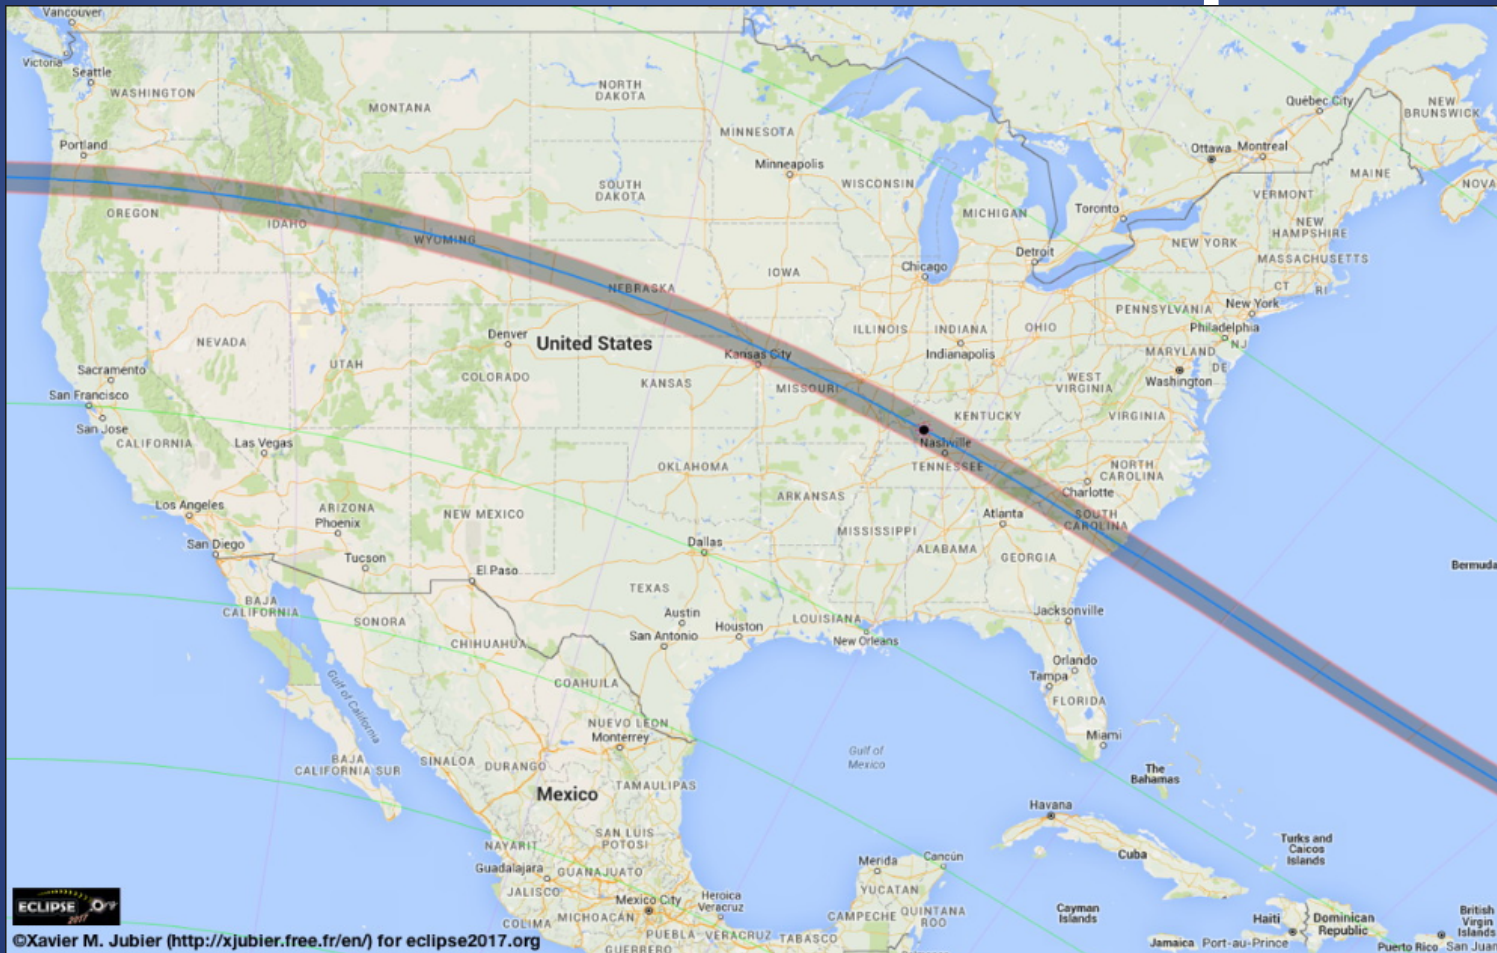 Vancouver
Victoria
Seattle
WASHINGTON
MONTANA
NORTH
DAKOTA
MINNESOTA
Québec City
NEW
BRUNSWICK
Portland
Minneapolis
Ottawa
Montreal
MAINE
NOVA
SOUTH
DAKOTA
WISCONSIN
MICHIGAN
Toronto
VERMONT
OREGON
IDAHO
WYOMING
NEW
HAMPSHIRE
NEW YORK
MASSACHUSETTS
Detroit
Chicago
IOWA
NEBRASKA
CT
RI
New York
PENNSYLVANIA
Philadelphia
NJ
ILLINOIS
INDIANA
OHIO
Indianapolis
NEVADA
UTAH
Denver
United States
COLORADO
Kansas City
KANSAS
MISSOURI
MARYLAND
DE
Washington
WEST
VIRGINIA
VIRGINIA
KENTUCKY
Sacramento
San Francisco
San Jose
CALIFORNIA
Las Vegas
Nashville
TENNESSEE
NORTH
CAROLINA
Charlotte
OKLAHOMA
ARKANSAS
Los Angeles
ARIZONA
Phoenix
NEW MEXICO
Atlanta
SOUTH
CAROLINA
MISSISSIPPI
ALABAMA
GEORGIA
San Diego
Tucson
El Paso
Dallas
Bermuda
TEXAS
BAJA
CALIFORNIA
SONORA
CHIHUAHUA
Austin
San Antonio
Houston
LOUISIANA
New Orleans
Jacksonville
Gulf of California
COAHUILA
Orlando
Tampa
FLORIDA
NUEVO LEON
Monterrey
Miami
Gulf of
Mexico
BAJA
CALIFORNIA SUR
SINALOA
DURANGO
TAMAULIPAS
The
Bahamas
Mexico
Havana
SAN LUIS
POTOSI
NAYARIT
Cuba
Turks and
Caicos
Islands
Guadalajara
GUANAJUATO
Merida
Cancún
JALISCO
YUCATAN
Mexico City
Heroica
Veracruz
COLIMA
MICHOACÁN
CAMPECHE
QUINTANA
ROO
Cayman
Islands
Haiti
Dominican
Republic
British
Virgin
Islands
PUEBLA
VERACRUZ
TABASCO
GUERRERO
Jamaica
Port-au-Prince
Puerto Rico
San Juan
ECLIPSE
2017
©Xavier M. Jubier (http://xjubier.free.fr/en/) for eclipse2017.org